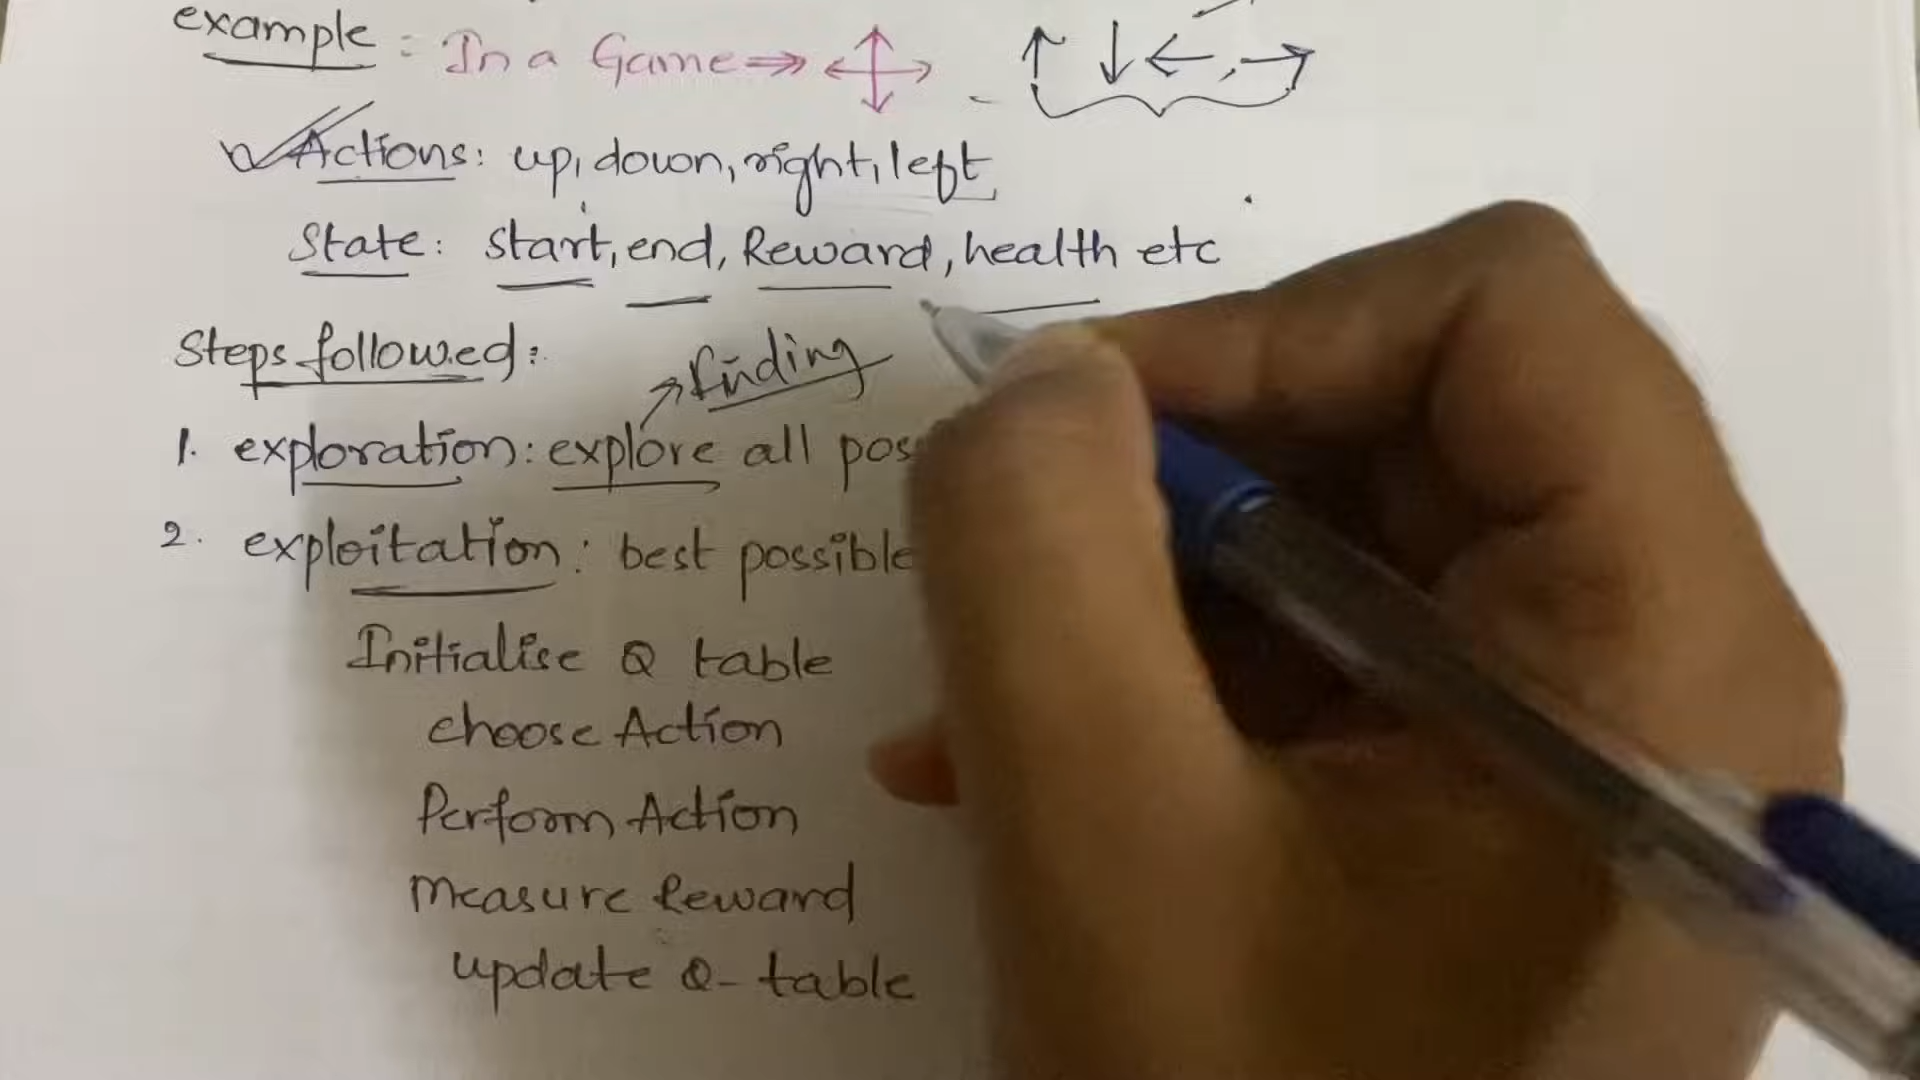 example : In a Game ⇒
Actions: up, down, right, left
State: start, end, Reward, health etc
Steps followed:
finding
1. exploration: explore all
2. exploitation: best possible
Initialise Q table
choose Action
Perform Action
Measure Reward
update Q- table